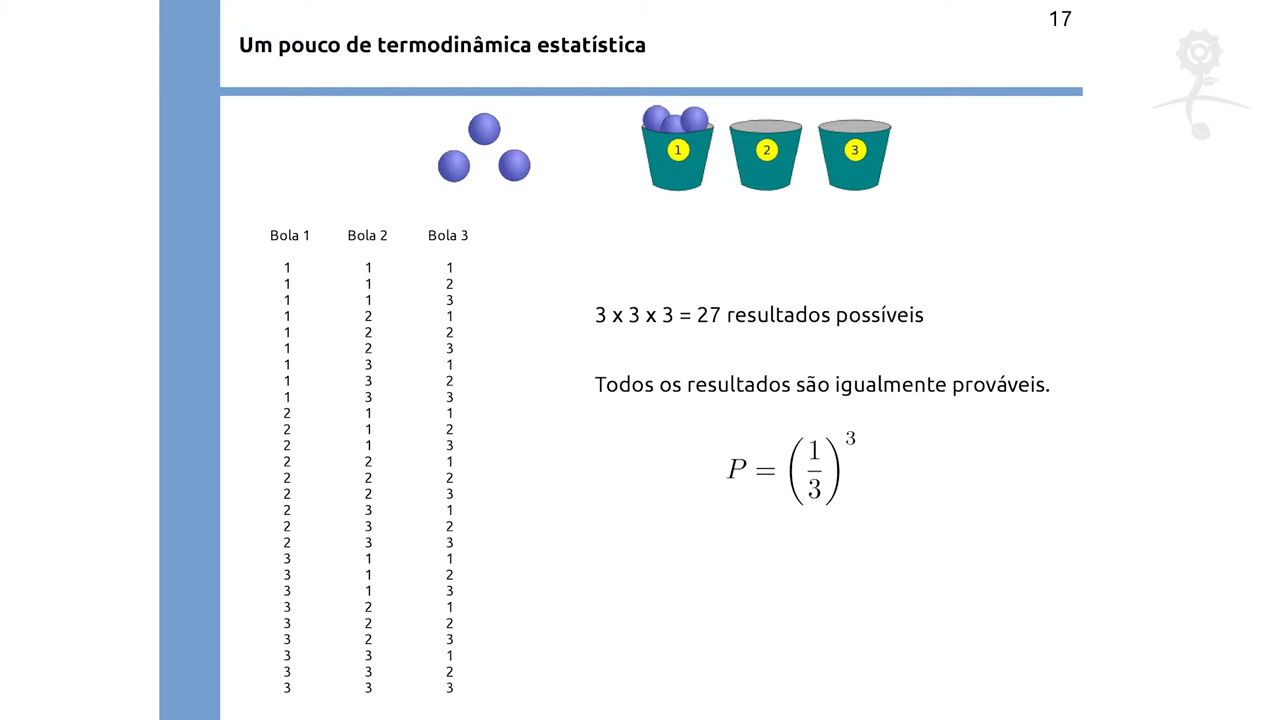 17
Um pouco de termodinâmica estatística
1 2 3
Bola 1 Bola 2 Bola 3
1 1 1
1 1 2
1 1 3
1 2 1
1 2 2
1 2 3
1 3 1
1 3 2
1 3 3
2 1 1
2 1 2
2 1 3
2 2 1
2 2 2
2 2 3
2 3 1
2 3 2
2 3 3
3 1 1
3 1 2
3 1 3
3 2 1
3 2 2
3 2 3
3 3 1
3 3 2
3 3 3
3 x 3 x 3 = 27 resultados possíveis
Todos os resultados são igualmente prováveis.
P = (1/3)^3